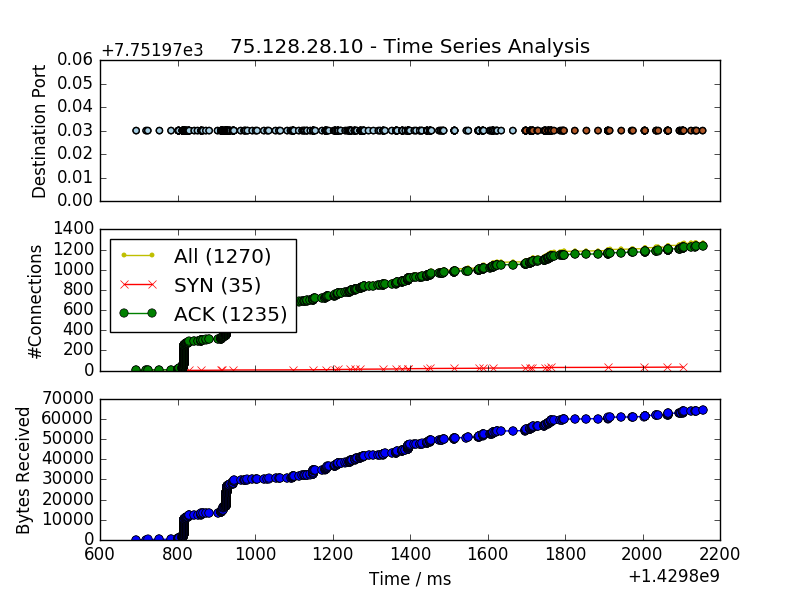 +7.75197e3
75.128.28.10 - Time Series Analysis
0.06
0.05
0.04
0.03
0.02
0.01
0.00
Destination Port
1400
1200
1000
800
600
400
200
0
#Connections
All (1270)
SYN (35)
ACK (1235)
70000
60000
50000
40000
30000
20000
10000
0
Bytes Received
600 800 1000 1200 1400 1600 1800 2000 2200
Time / ms
+1.4298e9